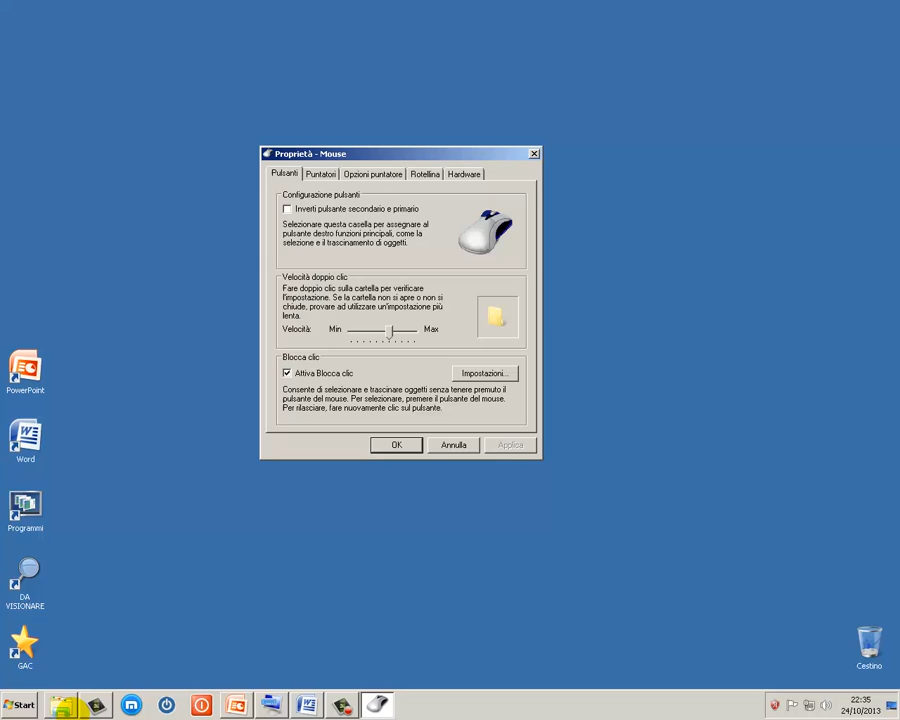 Proprietà - Mouse
Pulsanti Puntatori Opzioni puntatore Rotellina Hardware
Configurazione pulsanti
Inverti pulsante secondario e primario
Selezionare questa casella per assegnare al
pulsante destro funzioni principali, come la
selezione e il trascinamento di oggetti.
Velocità doppio clic
Fare doppio clic sulla cartella per verificare
l'impostazione. Se la cartella non si apre o non si
chiude, provare ad utilizzare un'impostazione più
lenta.
Velocità: Min Max
Blocca clic
Attiva Blocca clic Impostazioni...
Consente di selezionare e trascinare oggetti senza tenere premuto il
pulsante del mouse. Per selezionare, premere il pulsante del mouse.
Per rilasciare, fare nuovamente clic sul pulsante.
OK Annulla Applica
PowerPoint
Word
Programmi
DA
VISIONARE
GAC
Cestino
Start
22:35
24/10/2013